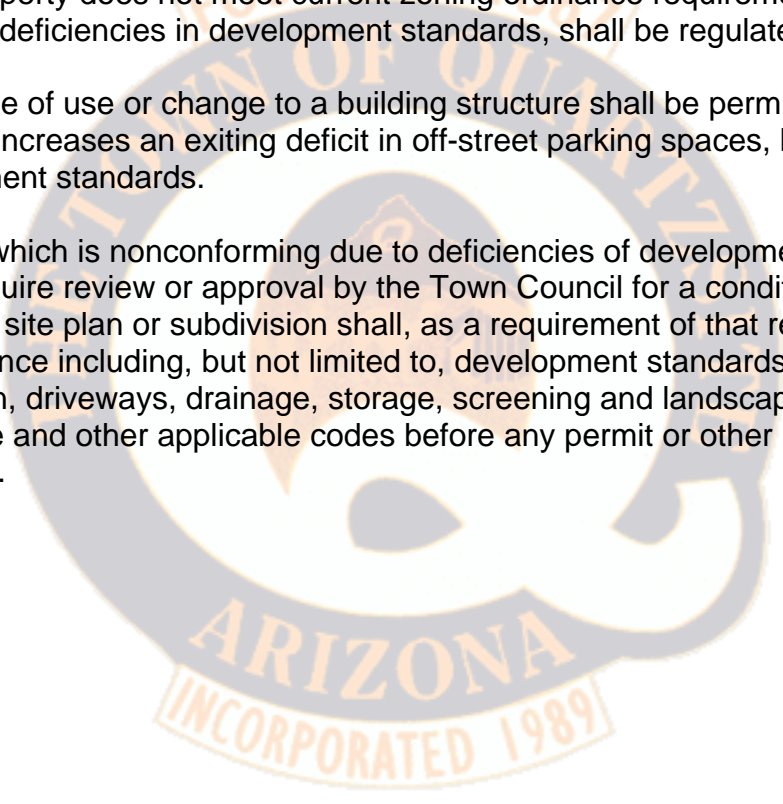 perty does not meet current zoning ordinance requireme
deficiencies in development standards, shall be regulate
e of use or change to a building structure shall be perm
ncreases an exiting deficit in off-street parking spaces,
ent standards.
which is nonconforming due to deficiencies of developme
uire review or approval by the Town Council for a condit
site plan or subdivision shall, as a requirement of that re
nce including, but not limited to, development standards
n, driveways, drainage, storage, screening and landscap
e and other applicable codes before any permit or other
.
THE TOWN OF QUARTZSITE
ARIZONA
INCORPORATED 1989